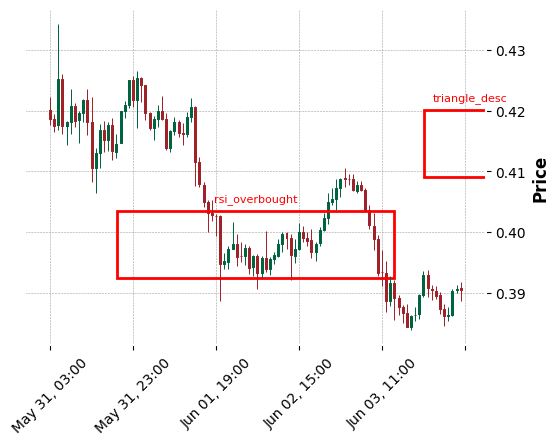 0.43
triangle_desc
0.42
0.41
Price
rsi_overbought
0.40
0.39
May 31, 03:00
May 31, 23:00
Jun 01, 19:00
Jun 02, 15:00
Jun 03, 11:00